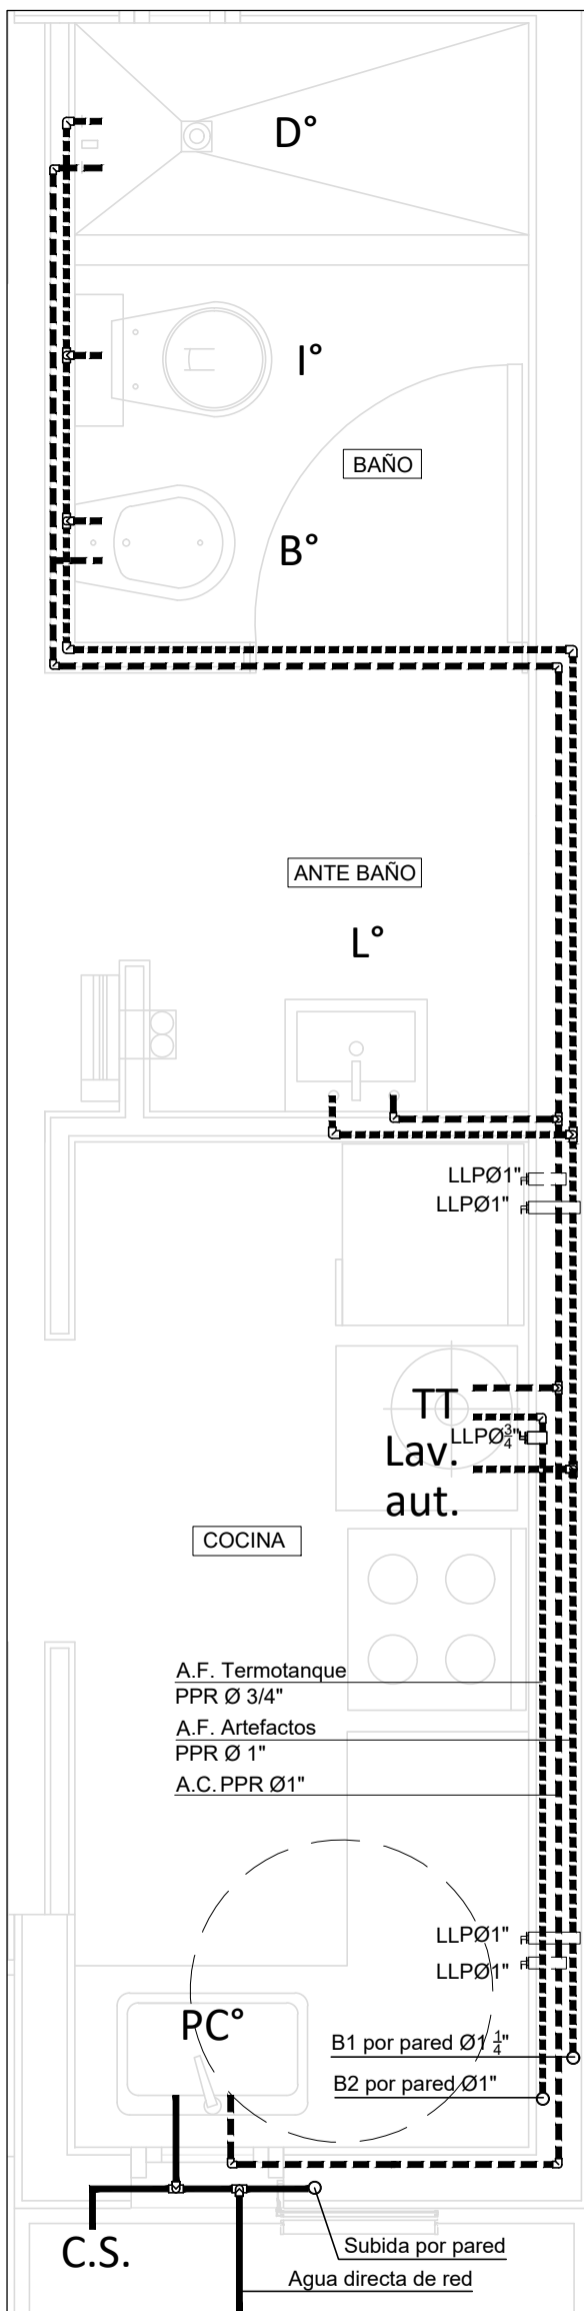 D°
I°
BAÑO
B°
ANTE BAÑO
L°
LLPØ1"
LLPØ1"
TT
LLPØ3/4"
Lav.
aut.
COCINA
A.F. Termotanque
PPR Ø 3/4"
A.F. Artefactos
PPR Ø 1"
A.C. PPR Ø1"
LLPØ1"
LLPØ1"
PC°
B1 por pared Ø1 1/4"
B2 por pared Ø1"
C.S.
Subida por pared
Agua directa de red